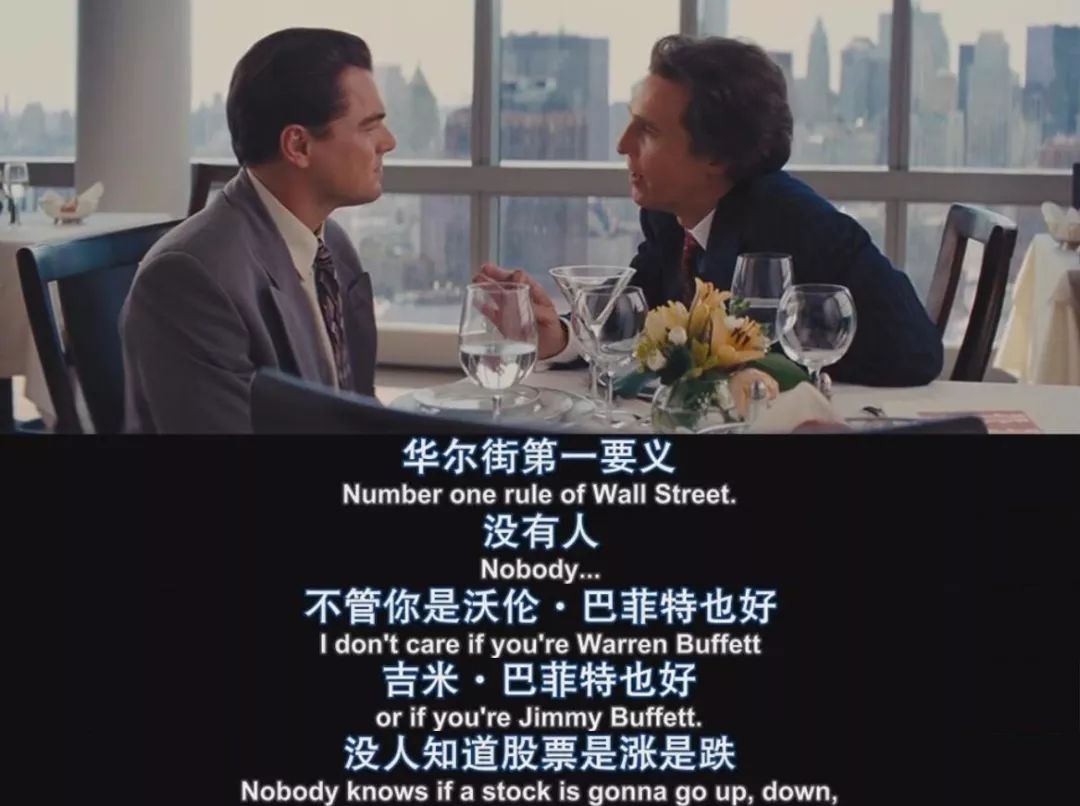 华尔街第一要义
Number one rule of Wall Street.
没有人
Nobody...
不管你是沃伦·巴菲特也好
I don't care if you're Warren Buffett
吉米·巴菲特也好
or if you're Jimmy Buffett.
没人知道股票是涨是跌
Nobody knows if a stock is gonna go up, down,